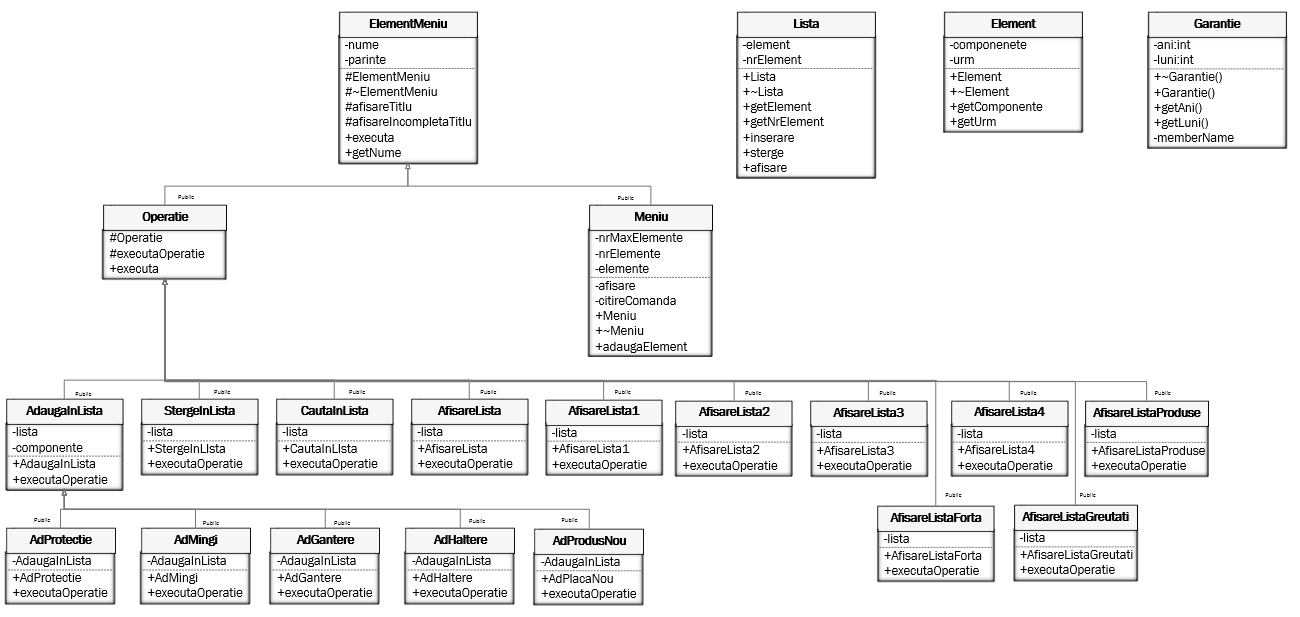 ElementMeniu
-nume
-parinte
#ElementMeniu
#~ElementMeniu
#afisareTitlu
#afisareIncompletaTitlu
+executa
+getNume
Lista
-element
-nrElement
+Lista
+~Lista
+getElement
+getNrElement
+inserare
+sterge
+afisare
Element
-componenete
-urm
+Element
+~Element
+getComponente
+getUrm
Garantie
-ani:int
-luni:int
+~Garantie()
+Garantie()
+getAni()
+getLuni()
-memberName
Public
Public
Operatie
#Operatie
#executaOperatie
+executa
Meniu
-nrMaxElemente
-nrElemente
-elemente
-afisare
-citireComanda
+Meniu
+~Meniu
+adaugaElement
Public
Public
Public
Public
Public
Public
Public
Public
Public
AdaugaInLista
-lista
-componente
+AdaugaInLista
+executaOperatie
StergeInLista
-lista
+StergeInLIsta
+executaOperatie
CautaInLista
-lista
+CautaInLIsta
+executaOperatie
AfisareLista
-lista
+AfisareLista
+executaOperatie
AfisareLista1
-lista
+AfisareLista1
+executaOperatie
AfisareLista2
-lista
+AfisareLista2
+executaOperatie
AfisareLista3
-lista
+AfisareLista3
+executaOperatie
AfisareLista4
-lista
+AfisareLista4
+executaOperatie
AfisareListaProduse
-lista
+AfisareListaProduse
+executaOperatie
Public
Public
AfisareListaForta
-lista
+AfisareListaForta
+executaOperatie
AfisareListaGreutati
-lista
+AfisareListaGreutati
+executaOperatie
Public
Public
Public
Public
Public
AdProtectie
-AdaugaInLista
+AdProtectie
+executaOperatie
AdMingi
-AdaugaInLista
+AdMingi
+executaOperatie
AdGantere
-AdaugaInLista
+AdGantere
+executaOperatie
AdHaltere
-AdaugaInLista
+AdHaltere
+executaOperatie
AdProdusNou
-AdaugaInLista
+AdPlacaNou
+executaOperatie